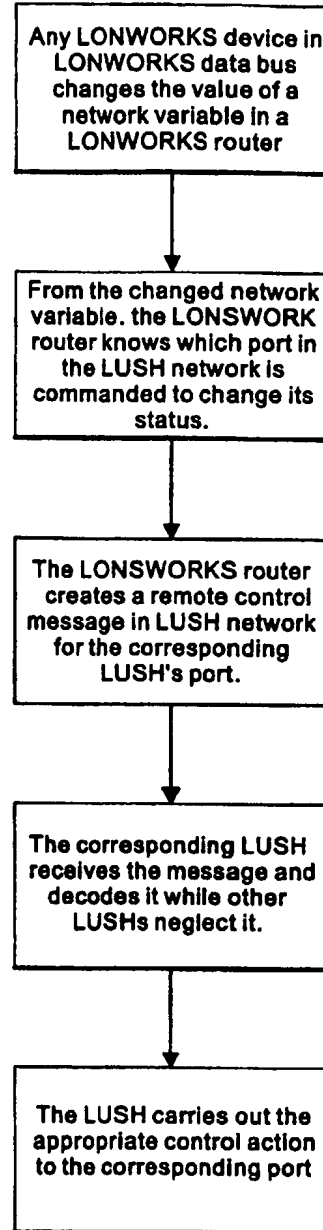 Any LONWORKS device in
LONWORKS data bus
changes the value of a
network variable in a
LONWORKS router
From the changed network
variable. the LONSWORK
router knows which port in
the LUSH network is
commanded to change its
status.
The LONSWORKS router
creates a remote control
message in LUSH network
for the corresponding
LUSH's port.
The corresponding LUSH
receives the message and
decodes it while other
LUSHs neglect it.
The LUSH carries out the
appropriate control action
to the corresponding port